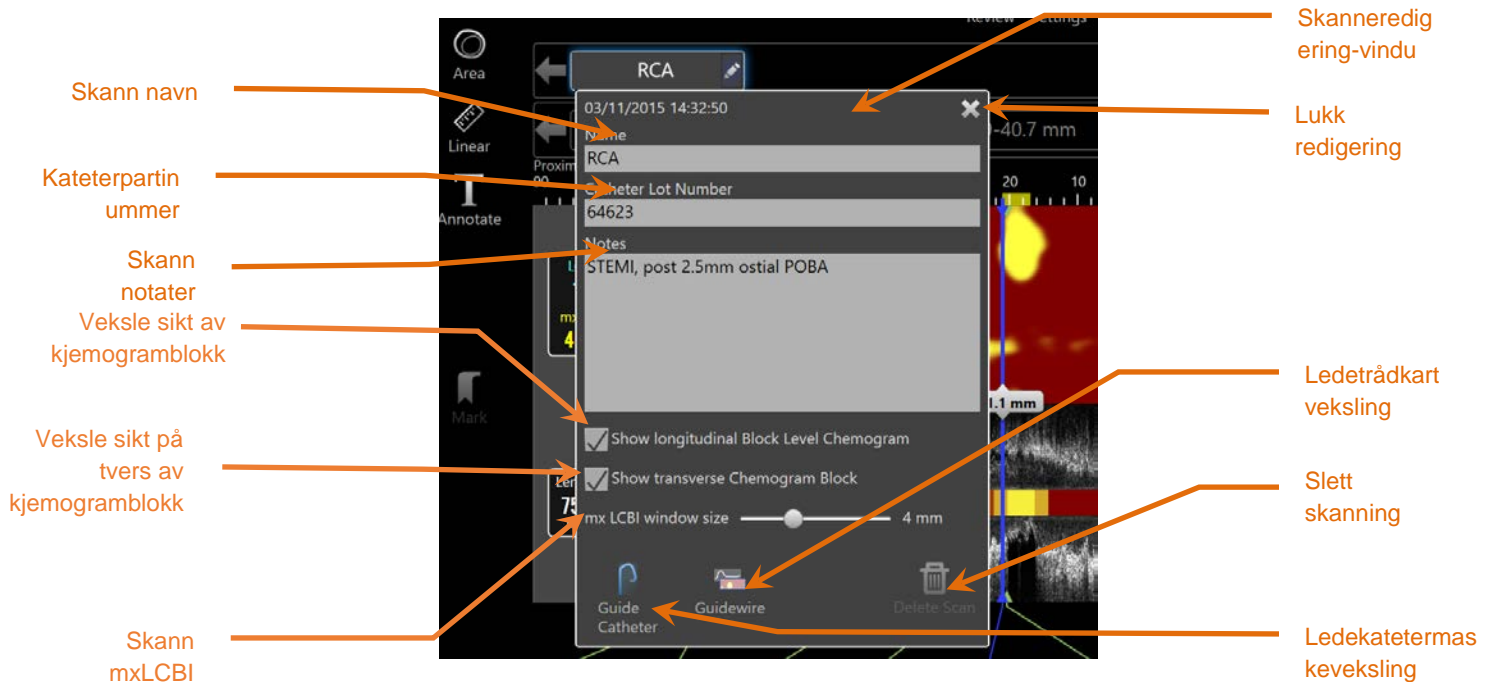 Skann navn
Kateterpartin
ummer
Skann
notater
Veksle sikt av
kjemogramblokk
Veksle sikt på
tvers av
kjemogramblokk
Skann
mxLCBI
Area
Linear
Annotate
Mark
RCA
03/11/2015 14:32:50
Name
RCA
Catheter Lot Number
64623
Notes
STEMI, post 2.5mm ostial POBA
Show longitudinal Block Level Chemogram
Show transverse Chemogram Block
mx LCBI window size 4 mm
Guide
Catheter
Guidewire
Delete Scan
-40.7 mm
20 10
1.1 mm
Skanneredig
ering-vindu
Lukk
redigering
Ledetrådkart
veksling
Slett
skanning
Ledekatetermas
keveksling